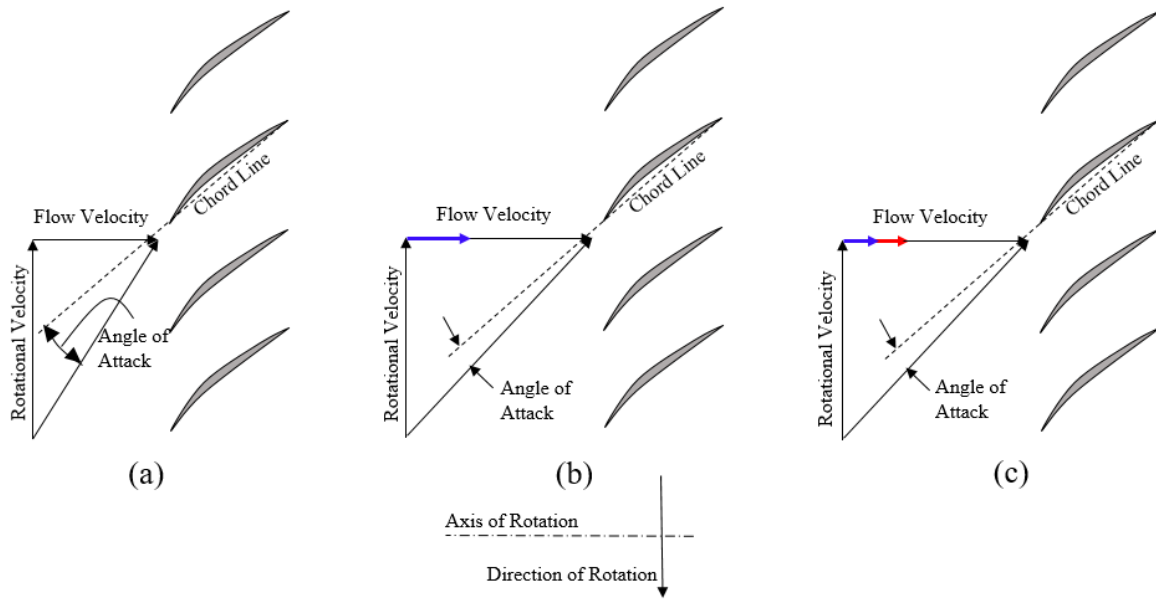 Chord Line
Flow Velocity
Rotational Velocity
Angle of
Attack
(a)
Chord Line
Flow Velocity
Rotational Velocity
Angle of
Attack
(b)
Chord Line
Flow Velocity
Rotational Velocity
Angle of
Attack
(c)
Axis of Rotation
Direction of Rotation